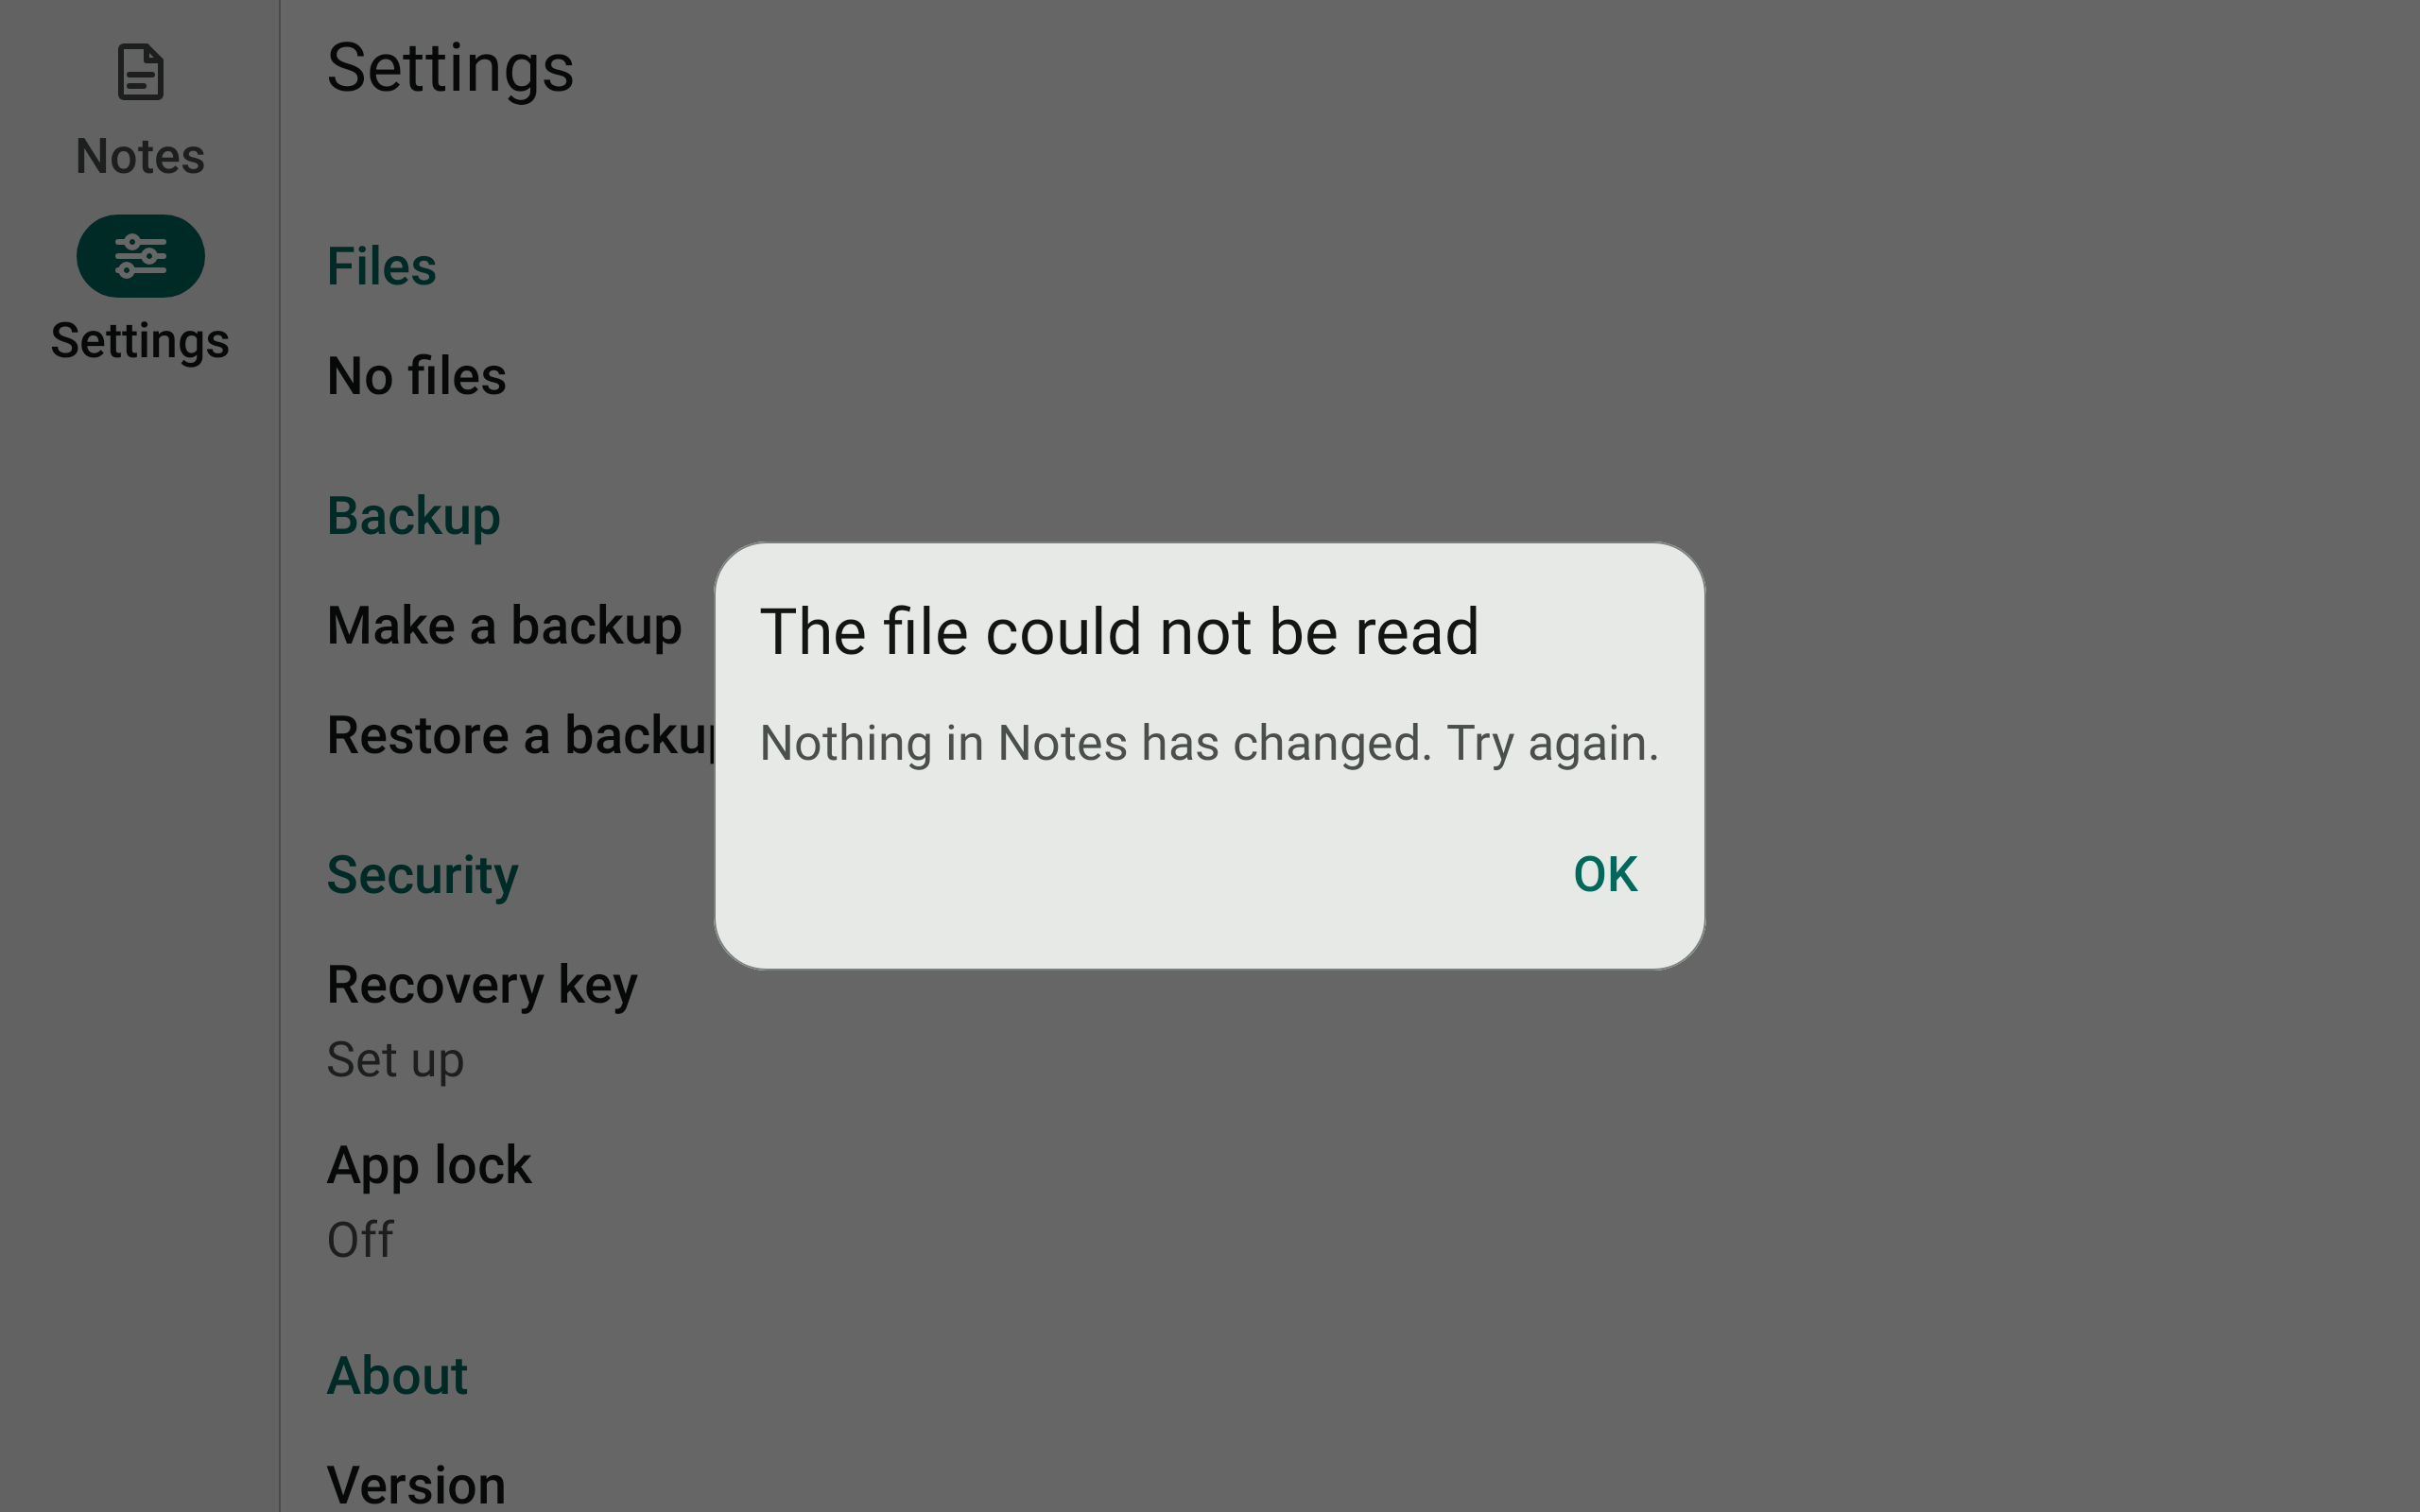 Notes
Settings
Settings
Files
No files
Backup
Make a backup
Restore a backup
Security
Recovery key
Set up
App lock
Off
About
Version
The file could not be read
Nothing in Notes has changed. Try again.
OK